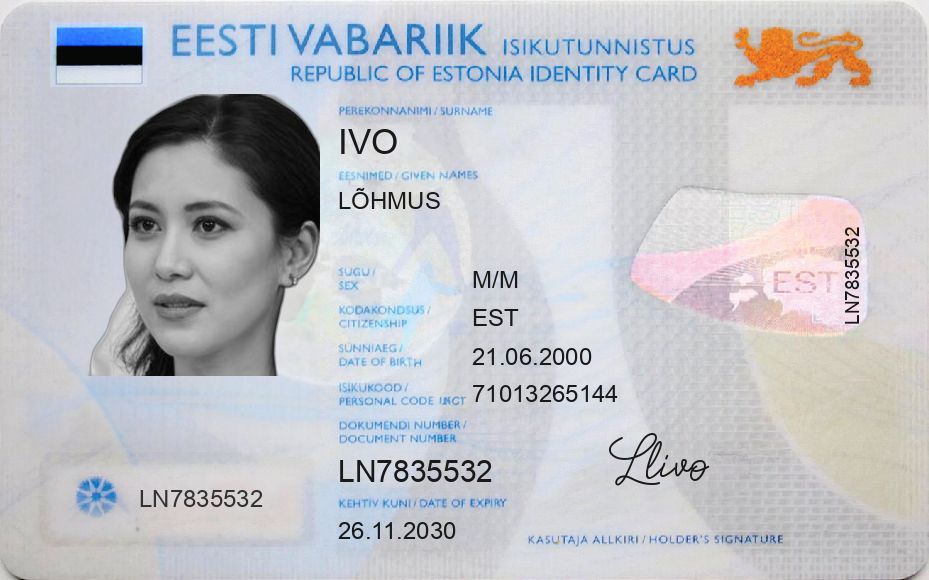 EESTI VABARIIK ISIKUTUNNISTUS
REPUBLIC OF ESTONIA IDENTITY CARD
PEREKONNANIMI / SURNAME
IVO
EESNIMED / GIVEN NAMES
LÕHMUS
SUGU /
SEX
M/M
KODAKONDSUS /
CITIZENSHIP
EST
SÜNNIAEG /
DATE OF BIRTH
21.06.2000
ISIKUKOOD /
PERSONAL CODE
71013265144
DOKUMENDI NUMBER /
DOCUMENT NUMBER
LN7835532
KEHTIV KUNI / DATE OF EXPIRY
26.11.2030
LN7835532
EST
LN7835532
Llivo
KASUTAJA ALLKIRI / HOLDER'S SIGNATURE